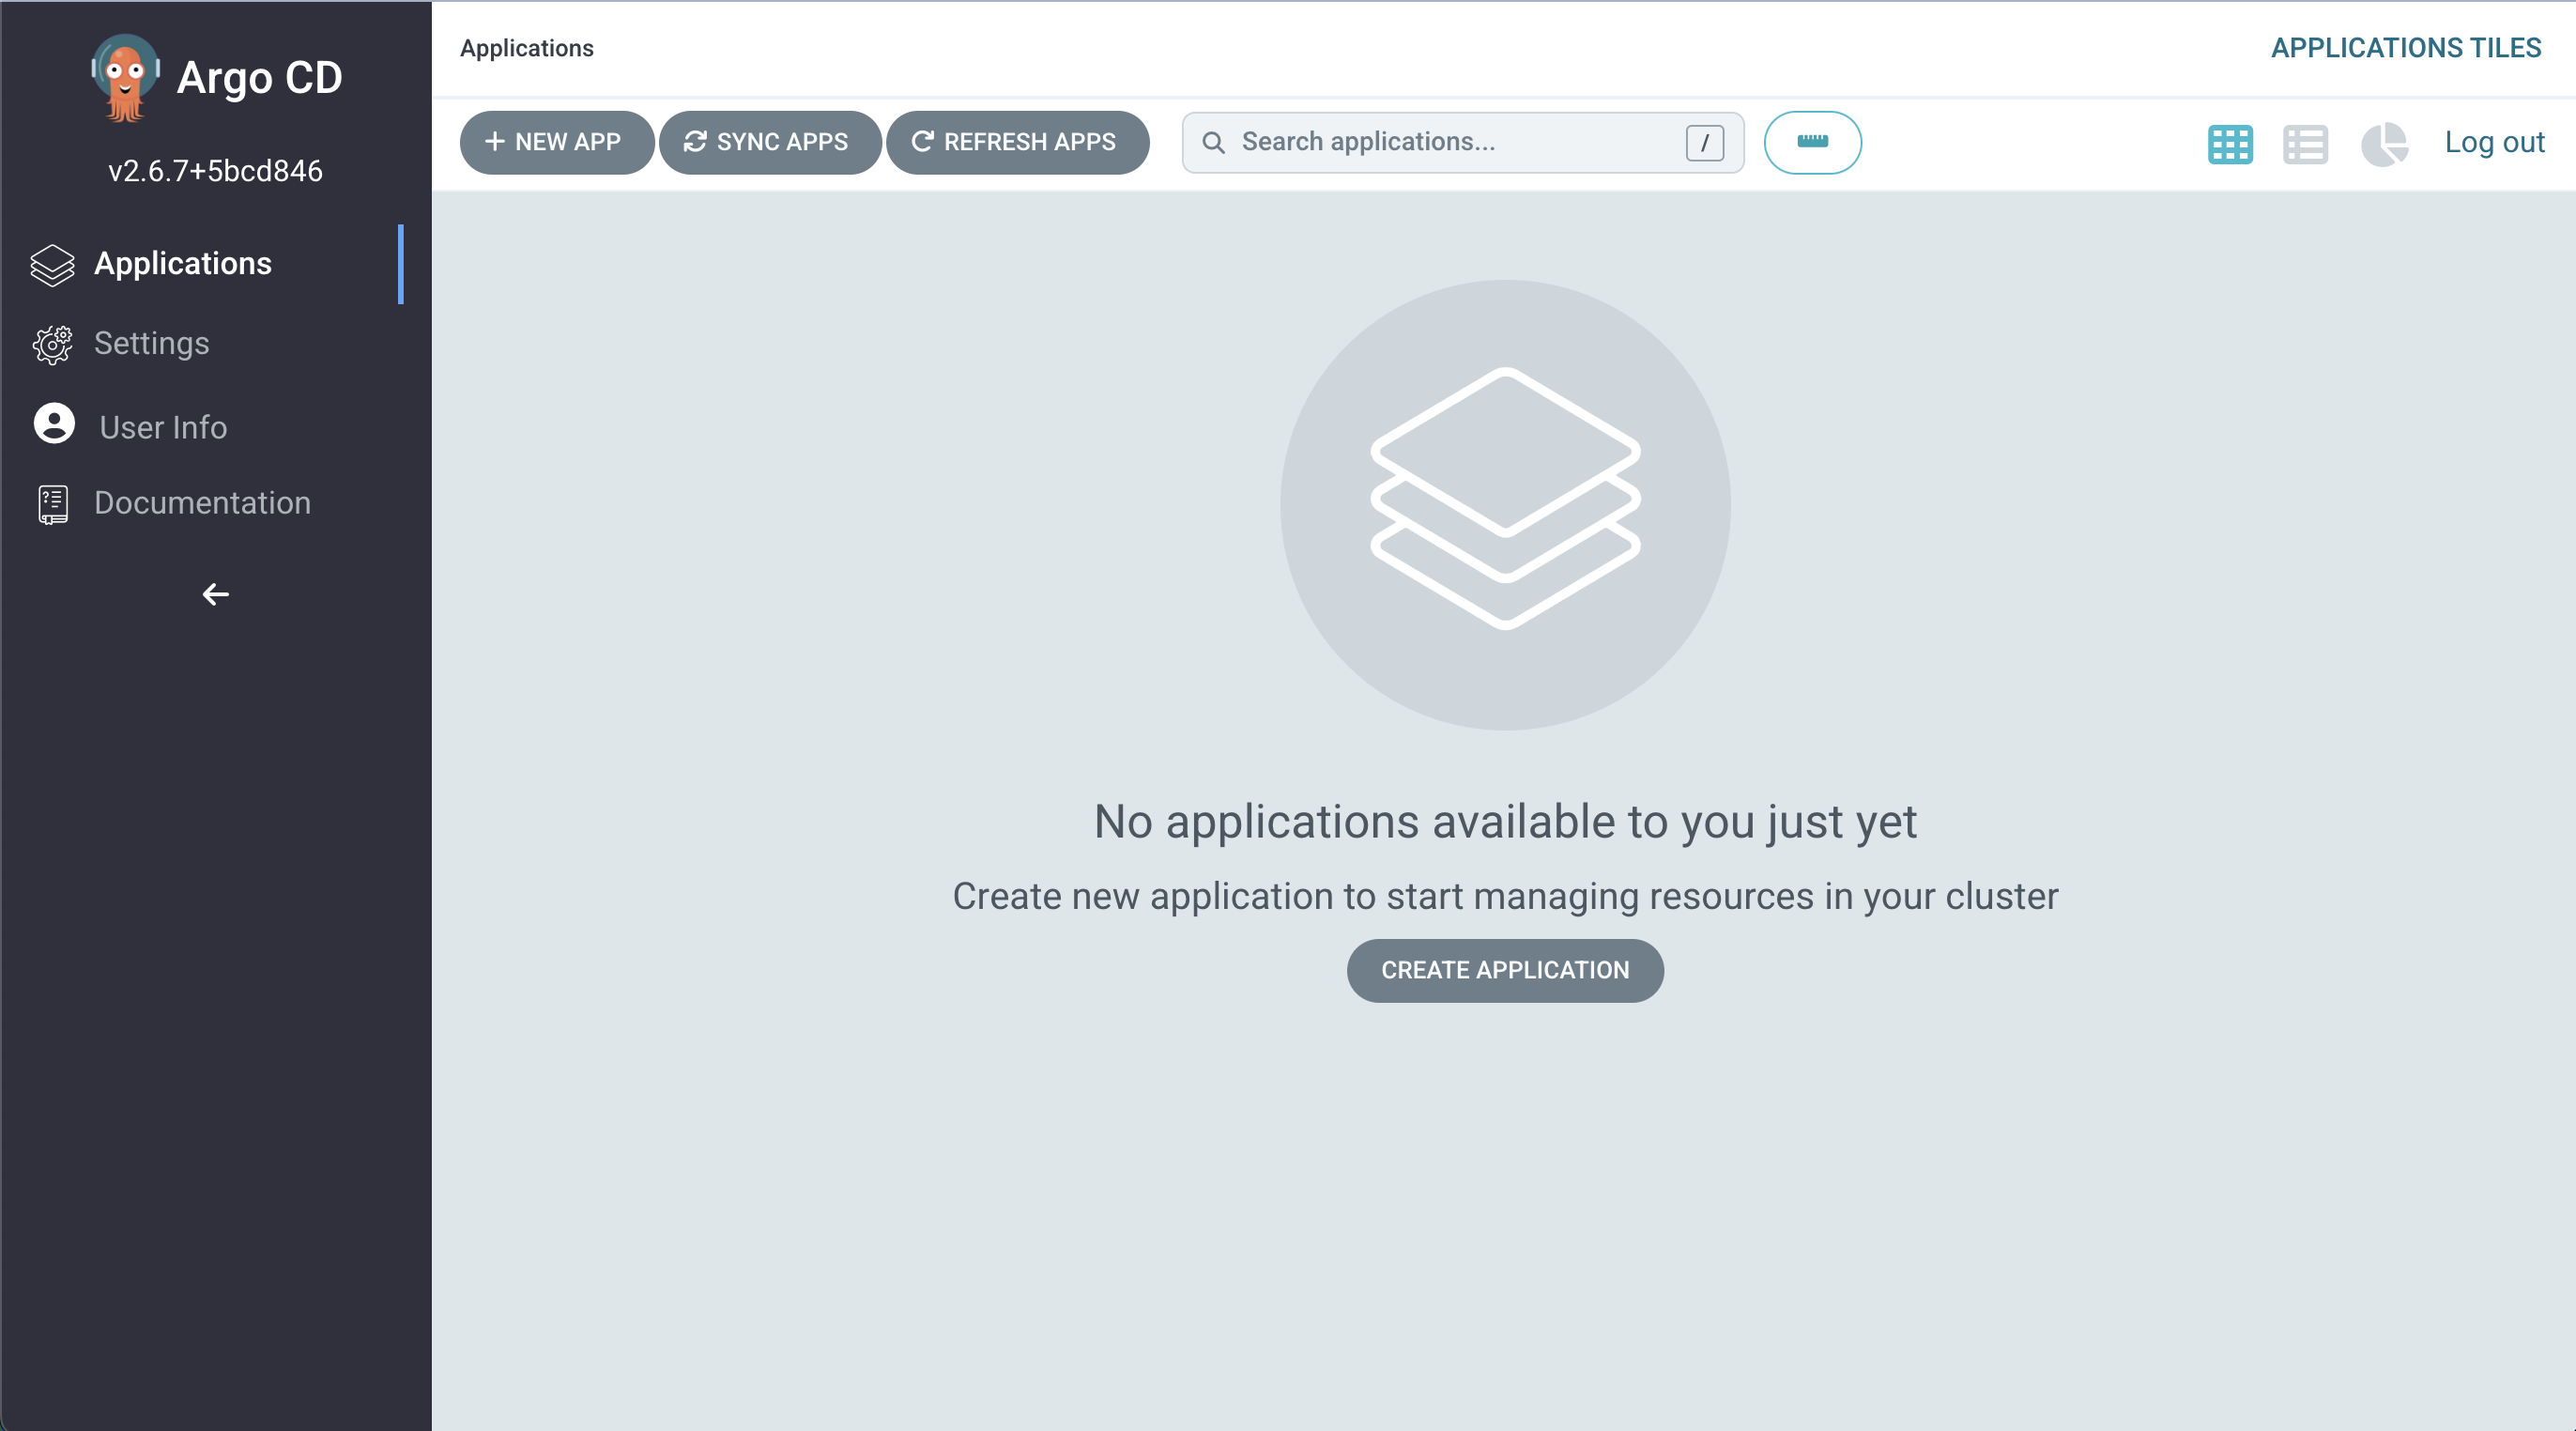 Argo CD
v2.6.7+5bcd846
Applications
Settings
User Info
Documentation
Applications
APPLICATIONS TILES
+ NEW APP
SYNC APPS
REFRESH APPS
Search applications...
/
Log out
No applications available to you just yet
Create new application to start managing resources in your cluster
CREATE APPLICATION